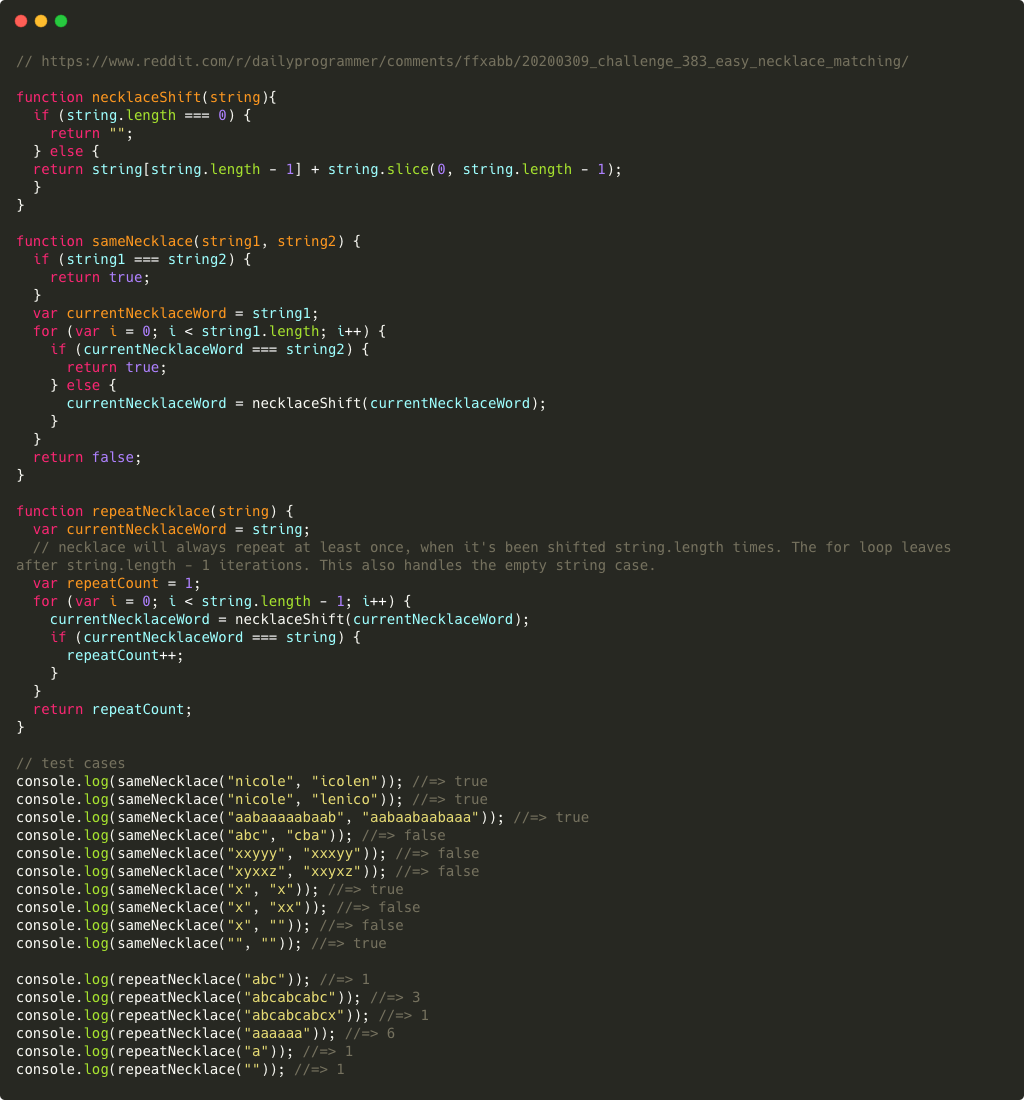 // https://www.reddit.com/r/dailyprogrammer/comments/ffxabb/20200309_challenge_383_easy_necklace_matching/

function necklaceShift(string){
  if (string.length === 0) {
    return "";
  } else {
  return string[string.length - 1] + string.slice(0, string.length - 1);
  }
}

function sameNecklace(string1, string2) {
  if (string1 === string2) {
    return true;
  }
  var currentNecklaceWord = string1;
  for (var i = 0; i < string1.length; i++) {
    if (currentNecklaceWord === string2) {
      return true;
    } else {
      currentNecklaceWord = necklaceShift(currentNecklaceWord);
    }
  }
  return false;
}

function repeatNecklace(string) {
  var currentNecklaceWord = string;
  // necklace will always repeat at least once, when it's been shifted string.length times. The for loop leaves
after string.length - 1 iterations. This also handles the empty string case.
  var repeatCount = 1;
  for (var i = 0; i < string.length - 1; i++) {
    currentNecklaceWord = necklaceShift(currentNecklaceWord);
    if (currentNecklaceWord === string) {
      repeatCount++;
    }
  }
  return repeatCount;
}

// test cases
console.log(sameNecklace("nicole", "icolen")); //=> true
console.log(sameNecklace("nicole", "lenico")); //=> true
console.log(sameNecklace("aabaaaaabaab", "aabaabaabaaa")); //=> true
console.log(sameNecklace("abc", "cba")); //=> false
console.log(sameNecklace("xxyyy", "xxxyy")); //=> false
console.log(sameNecklace("xyxxz", "xxyxz")); //=> false
console.log(sameNecklace("x", "x")); //=> true
console.log(sameNecklace("x", "xx")); //=> false
console.log(sameNecklace("x", "")); //=> false
console.log(sameNecklace("", "")); //=> true

console.log(repeatNecklace("abc")); //=> 1
console.log(repeatNecklace("abcabcabc")); //=> 3
console.log(repeatNecklace("abcabcabcx")); //=> 1
console.log(repeatNecklace("aaaaaa")); //=> 6
console.log(repeatNecklace("a")); //=> 1
console.log(repeatNecklace("")); //=> 1